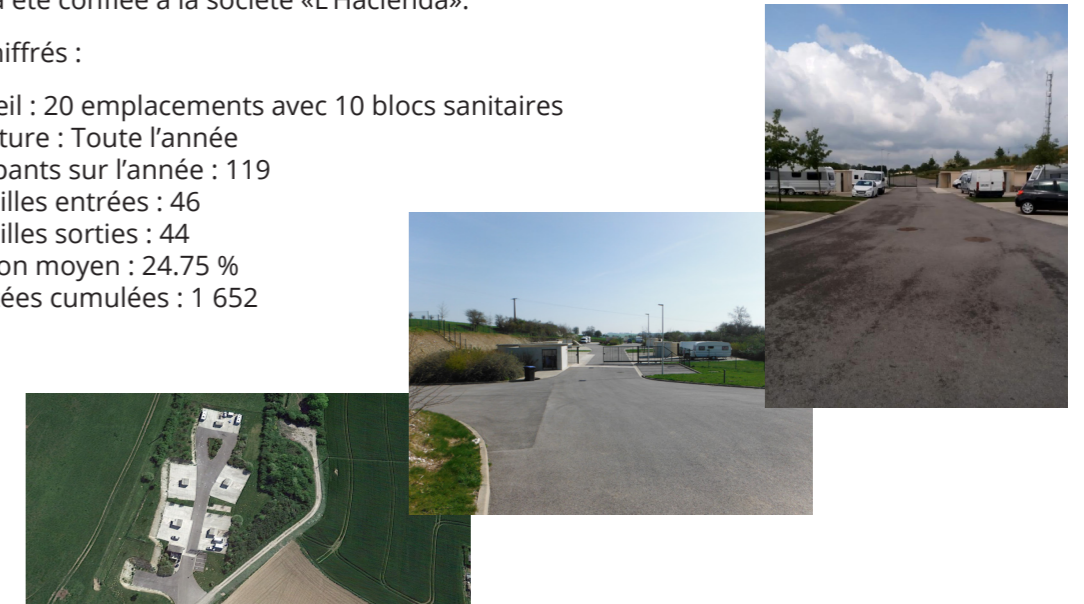 a été confiée à la société «L'Hacienda».
iffrés :
eil : 20 emplacements avec 10 blocs sanitaires
ture : Toute l’année
pants sur l’année : 119
illes entrées : 46
illes sorties : 44
on moyen : 24.75 %
ées cumulées : 1 652